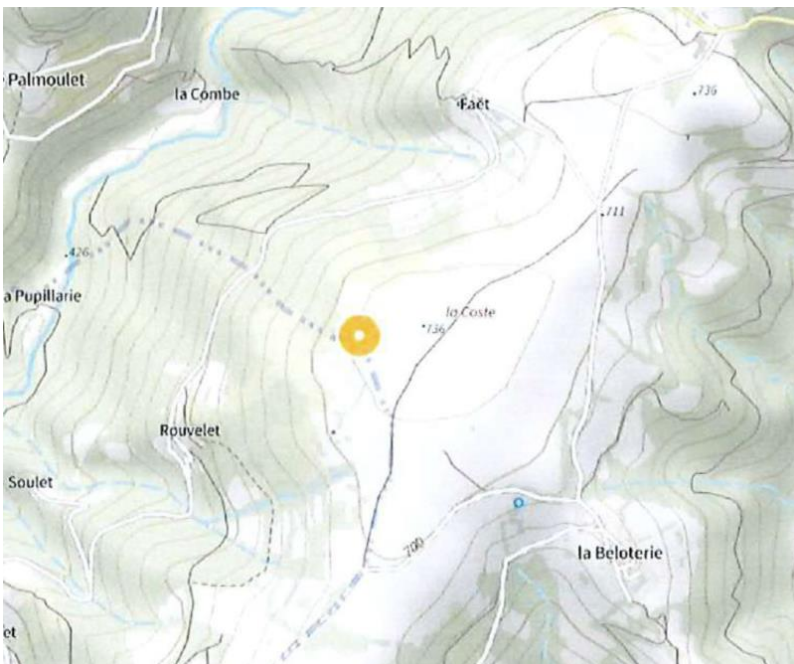 Palmoulet
la Combe
Faët
736
711
426
a Pupillarie
la Coste
736
Rouvelet
Soulet
700
la Beloterie
et